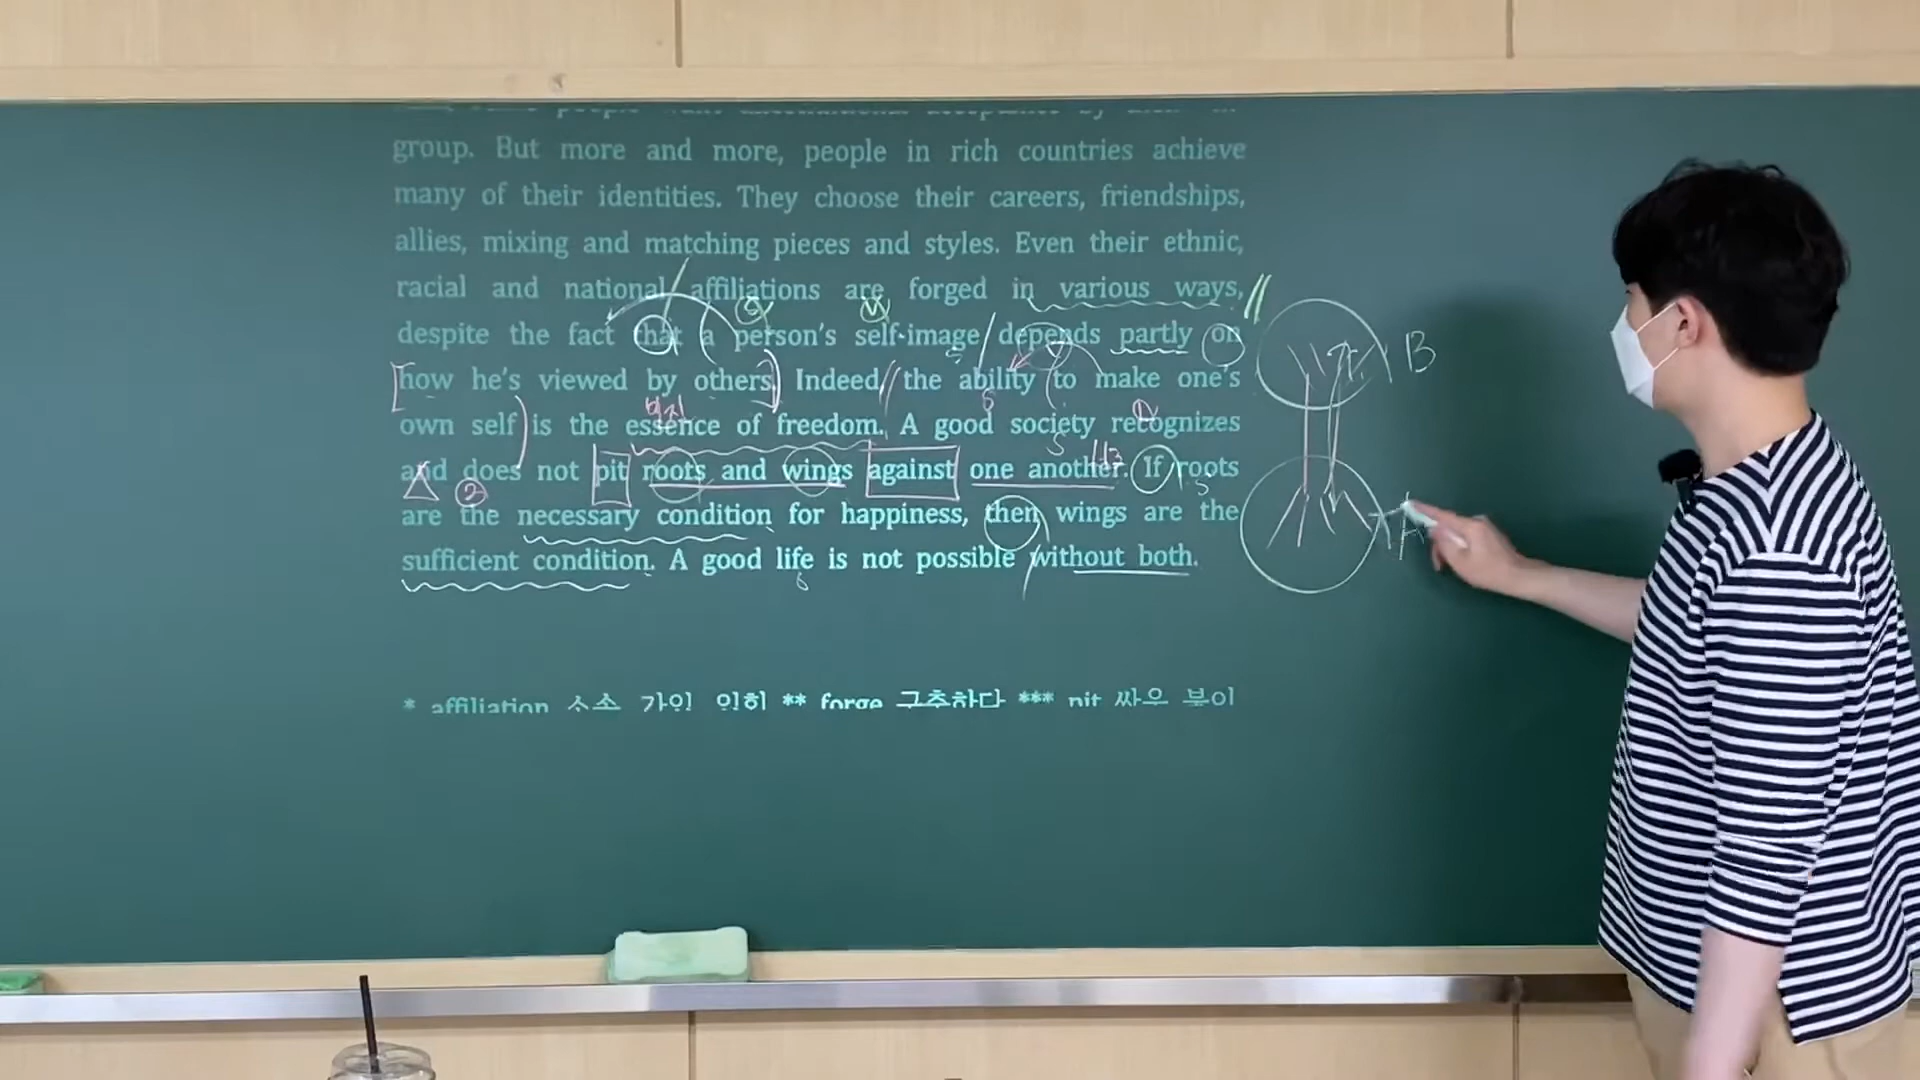 group. But more and more, people in rich countries achieve
many of their identities. They choose their careers, friendships,
allies, mixing and matching pieces and styles. Even their ethnic,
racial and national affiliations are forged in various ways,
despite the fact that a person's self-image depends partly on
how he's viewed by others. Indeed, the ability to make one's
own self is the essence of freedom. A good society recognizes
and does not pit roots and wings against one another. If roots
are the necessary condition for happiness, then wings are the
sufficient condition. A good life is not possible without both.
* affiliation 소속 가입 ** forge 구축하다 *** pit 싸움 붙이
B
A
본질